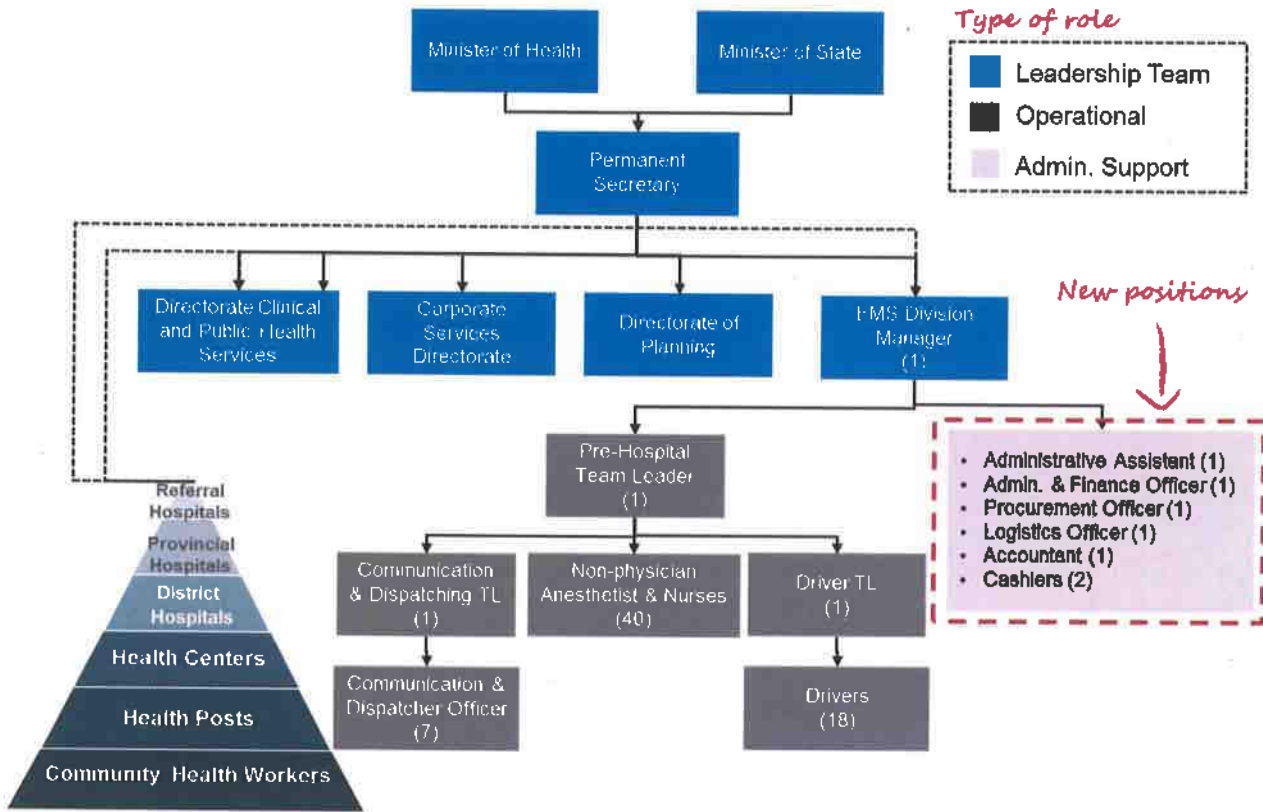 Type of role
Minister of Health
Minister of State
Leadership Team
Operational
Admin. Support
Permanent
Secretary
Directorate Clinical
and Public Health
Services
Corporate
Services
Directorate
Directorate of
Planning
EMS Division
Manager
(1)
New positions
Pre-Hospital
Team Leader
(1)
• Administrative Assistant (1)
• Admin. & Finance Officer (1)
• Procurement Officer (1)
• Logistics Officer (1)
• Accountant (1)
• Cashiers (2)
Communication
& Dispatching TL
(1)
Non-physician
Anesthetist & Nurses
(40)
Driver TL
(1)
Communication &
Dispatcher Officer
(7)
Drivers
(18)
Referral
Hospitals
Provincial
Hospitals
District
Hospitals
Health Centers
Health Posts
Community Health Workers